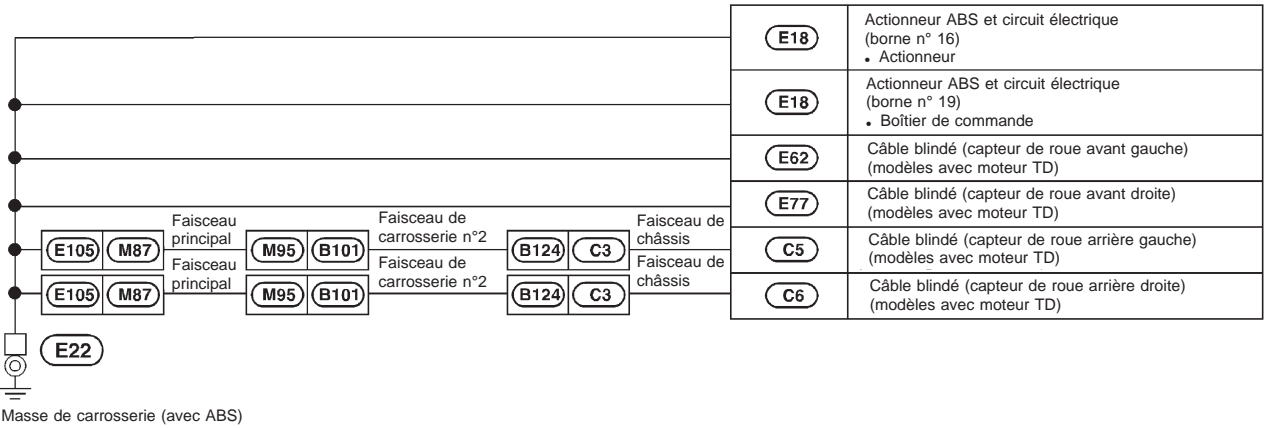 E18
Actionneur ABS et circuit électrique
(borne n° 16)
• Actionneur
E18
Actionneur ABS et circuit électrique
(borne n° 19)
• Boîtier de commande
E62
Câble blindé (capteur de roue avant gauche)
(modèles avec moteur TD)
E77
Câble blindé (capteur de roue avant droite)
(modèles avec moteur TD)
E105 M87
Faisceau
principal
M95 B101
Faisceau de
carrosserie n°2
B124 C3
Faisceau de
châssis
C5
Câble blindé (capteur de roue arrière gauche)
(modèles avec moteur TD)
E105 M87
Faisceau
principal
M95 B101
Faisceau de
carrosserie n°2
B124 C3
Faisceau de
châssis
C6
Câble blindé (capteur de roue arrière droite)
(modèles avec moteur TD)
E22
Masse de carrosserie (avec ABS)